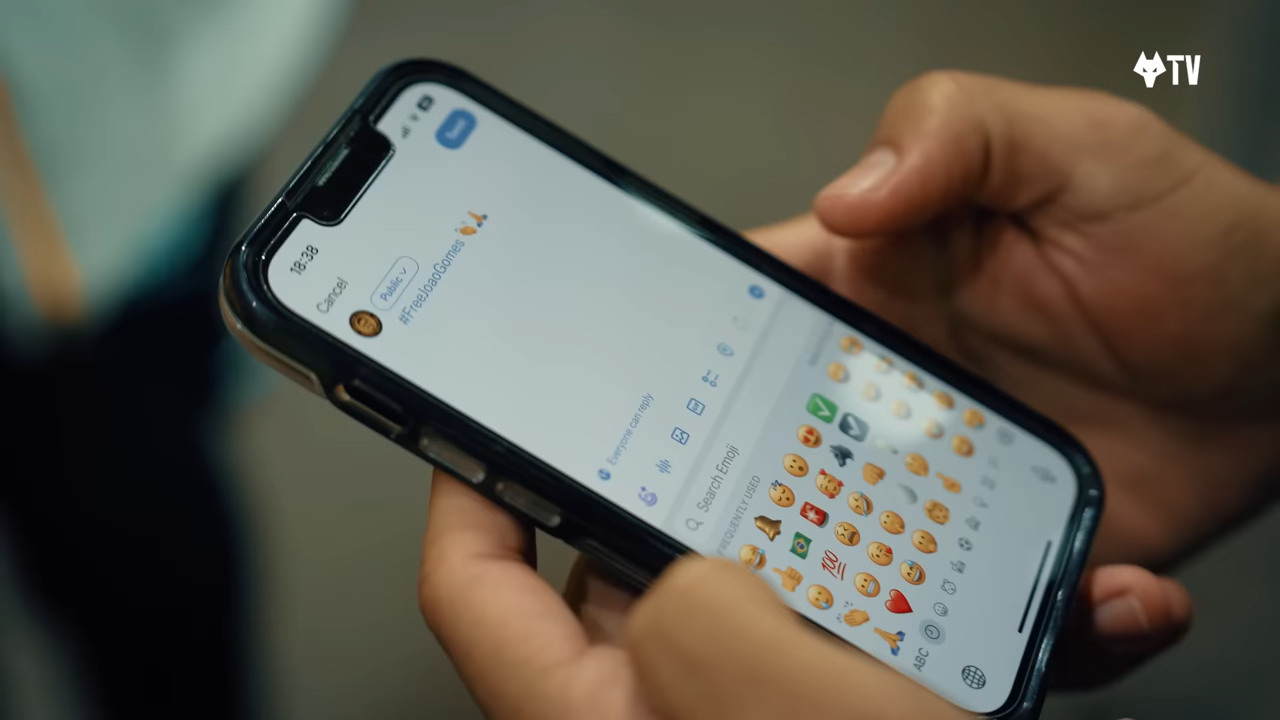 TV
18:38
Cancel
Public
#FreeJoaoGomes 👏🙏
Everyone can reply
Search Emoji
FREQUENTLY USED
💯
ABC